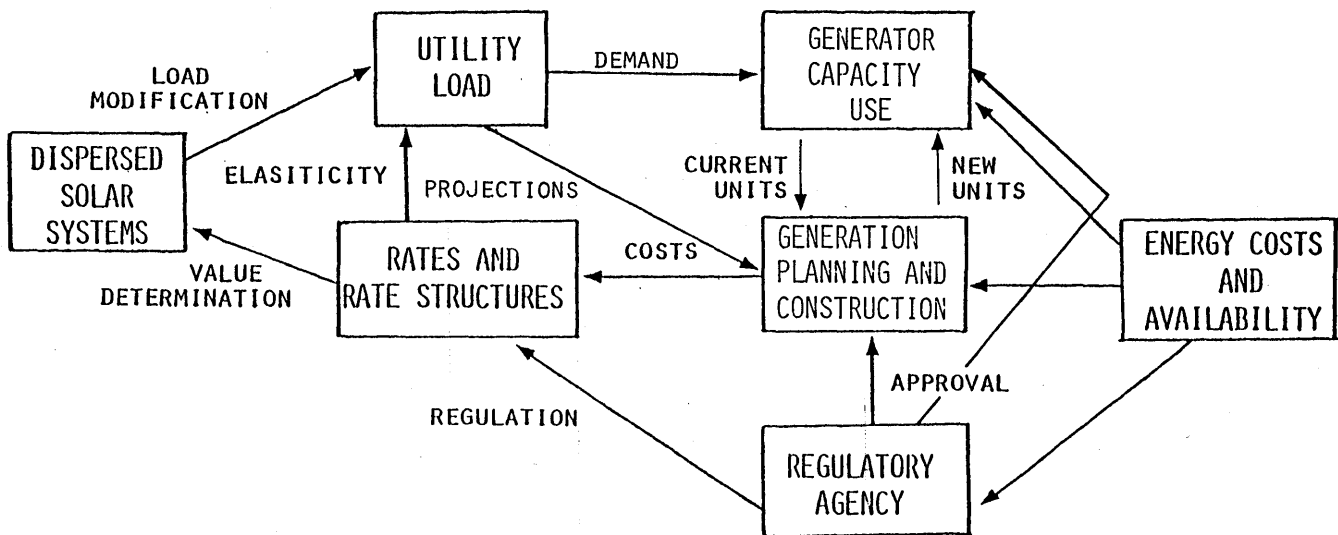 UTILITY
LOAD
DEMAND
GENERATOR
CAPACITY
USE
LOAD
MODIFICATION
DISPERSED
SOLAR
SYSTEMS
ELASITICITY
PROJECTIONS
CURRENT
UNITS
NEW
UNITS
VALUE
DETERMINATION
RATES AND
RATE STRUCTURES
COSTS
GENERATION
PLANNING AND
CONSTRUCTION
ENERGY COSTS
AND
AVAILABILITY
REGULATION
APPROVAL
REGULATORY
AGENCY